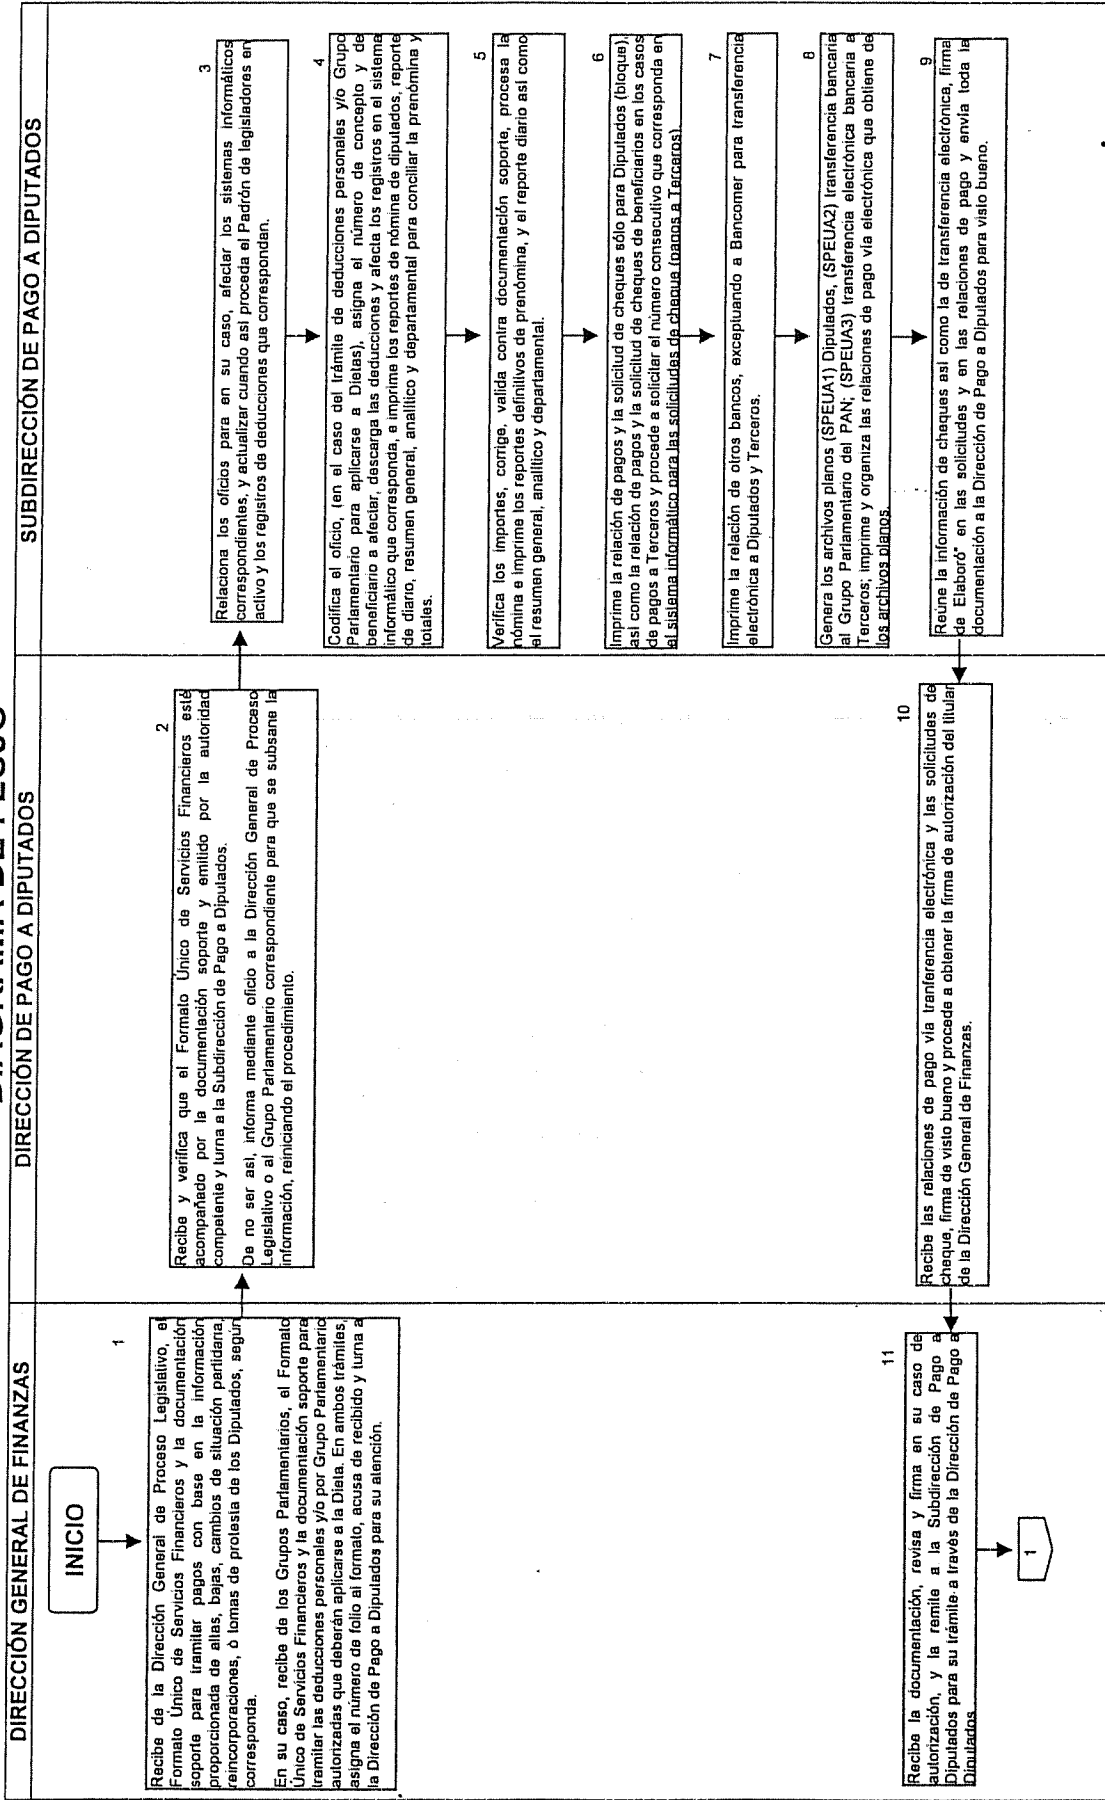 DIAGRAMA DE FLUJO
DIRECCIÓN GENERAL DE FINANZAS
DIRECCIÓN DE PAGO A DIPUTADOS
SUBDIRECCIÓN DE PAGO A DIPUTADOS
INICIO
1
Recibe de la Dirección General de Proceso Legislativo, el
Formato Único de Servicios Financieros y la documentación
soporte para tramitar pagos con base en la información
proporcionada de altas, bajas, cambios de situación partidaria,
reincorporaciones, ó tomas de protesta de los Diputados, según
corresponda.
En su caso, recibe de los Grupos Parlamentarios, el Formato
Único de Servicios Financieros y la documentación soporte para
tramitar las deducciones personales y/o por Grupo Parlamentario
autorizadas que deberán aplicarse a la Dieta. En ambos trámites,
asigna el número de folio al formato, acusa de recibido y turna a
la Dirección de Pago a Diputados para su atención.
2
Recibe y verifica que el Formato Único de Servicios Financieros esté
acompañado por la documentación soporte y emitido por la autoridad
competente y turna a la Subdirección de Pago a Diputados.
De no ser así, informa mediante oficio a la Dirección General de Proceso
Legislativo o al Grupo Parlamentario correspondiente para que se subsane la
información, reiniciando el procedimiento.
3
Relaciona los oficios para en su caso, afectar los sistemas informáticos
correspondientes, y actualizar cuando así proceda el Padrón de legisladores en
activo y los registros de deducciones que correspondan.
4
Codifica el oficio, (en el caso del trámite de deducciones personales y/o Grupo
Parlamentario para aplicarse a Dietas), asigna el número de concepto y de
beneficiario a afectar, descarga las deducciones y afecta los registros en el sistema
informático que corresponda, e imprime los reportes de nómina de diputados, reporte
de diario, resumen general, analítico y departamental para conciliar la prenómina y
totales.
5
Verifica los importes, corrige, valida contra documentación soporte, procesa la
nómina e imprime los reportes definitivos de prenómina, y el reporte diario así como
el resumen general, analítico y departamental.
6
Imprime la relación de pagos y la solicitud de cheques sólo para Diputados (bloque),
así como la relación de pagos y la solicitud de cheques de beneficiarios en los casos
de pagos a Terceros y procede a solicitar el número consecutivo que corresponda en
el sistema informático para las solicitudes de cheque (pagos a Terceros)
7
Imprime la relación de otros bancos, exceptuando a Bancomer para transferencia
electrónica a Diputados y Terceros.
8
Genera los archivos planos (SPEUA1) Diputados, (SPEUA2) transferencia bancaria
al Grupo Parlamentario del PAN; (SPEUA3) transferencia electrónica bancaria a
Terceros; imprime y organiza las relaciones de pago vía electrónica que obtiene de
los archivos planos.
9
Reúne la información de cheques así como la de transferencia electrónica, firma
de Elaboró" en las solicitudes y en las relaciones de pago y envía toda la
documentación a la Dirección de Pago a Diputados para visto bueno.
10
Recibe las relaciones de pago vía tranferencia electrónica y las solicitudes de
cheque, firma de visto bueno y procede a obtener la firma de autorización del titular
de la Dirección General de Finanzas.
11
Recibe la documentación, revisa y firma en su caso de
autorización, y la remite a la Subdirección de Pago a
Diputados para su trámite a través de la Dirección de Pago a
Diputados
1